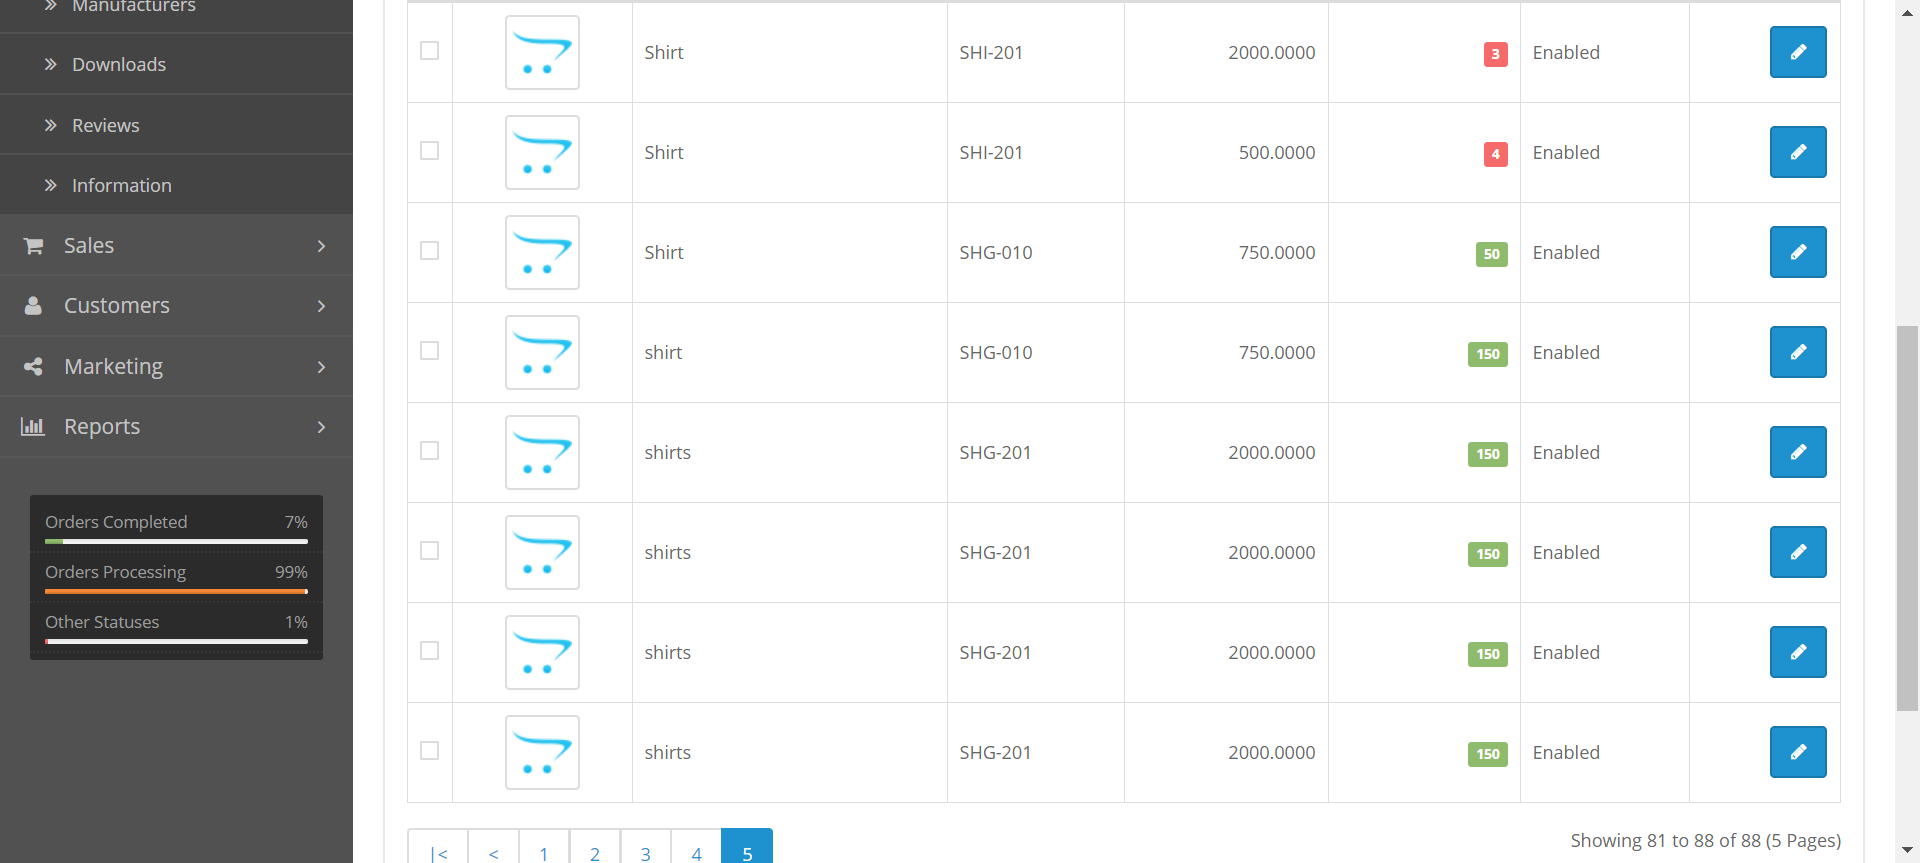 Manufacturers
Downloads
Reviews
Information
Sales
Customers
Marketing
Reports
Orders Completed 7%
Orders Processing 99%
Other Statuses 1%
Shirt SHI-201 2000.0000 3 Enabled
Shirt SHI-201 500.0000 4 Enabled
Shirt SHG-010 750.0000 50 Enabled
shirt SHG-010 750.0000 150 Enabled
shirts SHG-201 2000.0000 150 Enabled
shirts SHG-201 2000.0000 150 Enabled
shirts SHG-201 2000.0000 150 Enabled
shirts SHG-201 2000.0000 150 Enabled
|< < 1 2 3 4 5
Showing 81 to 88 of 88 (5 Pages)